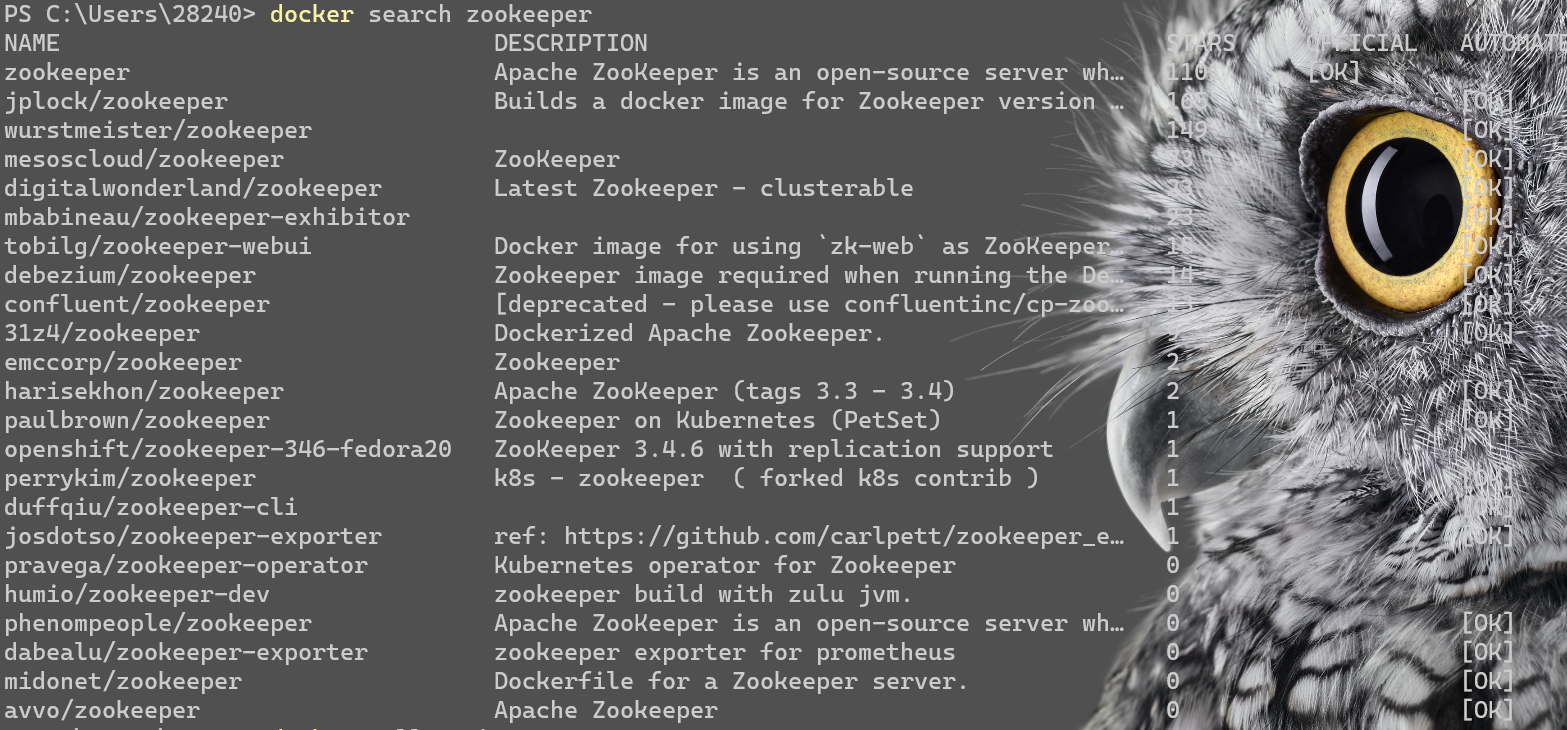 PS C:\Users\28240> docker search zookeeper
NAME DESCRIPTION STARS OFFICIAL AUTOMATE
zookeeper Apache ZooKeeper is an open-source server wh… 110 [OK]
jplock/zookeeper Builds a docker image for Zookeeper version … [OK]
wurstmeister/zookeeper 149 [OK]
mesoscloud/zookeeper ZooKeeper [OK]
digitalwonderland/zookeeper Latest Zookeeper - clusterable [OK]
mbabineau/zookeeper-exhibitor 23 [OK]
tobilg/zookeeper-webui Docker image for using `zk-web` as ZooKeeper… 15 [OK]
debezium/zookeeper Zookeeper image required when running the De… 14 [OK]
confluent/zookeeper [deprecated - please use confluentinc/cp-zoo… 13 [OK]
31z4/zookeeper Dockerized Apache Zookeeper. [OK]
emccorp/zookeeper Zookeeper 2
harisekhon/zookeeper Apache ZooKeeper (tags 3.3 - 3.4) 2 [OK]
paulbrown/zookeeper Zookeeper on Kubernetes (PetSet) 1 [OK]
openshift/zookeeper-346-fedora20 ZooKeeper 3.4.6 with replication support 1
perrykim/zookeeper k8s - zookeeper  ( forked k8s contrib ) 1 [OK]
duffqiu/zookeeper-cli 1 [OK]
josdotso/zookeeper-exporter ref: https://github.com/carlpett/zookeeper_e… 1 [OK]
pravega/zookeeper-operator Kubernetes operator for Zookeeper 0
humio/zookeeper-dev zookeeper build with zulu jvm. 0
phenompeople/zookeeper Apache ZooKeeper is an open-source server wh… 0 [OK]
dabealu/zookeeper-exporter zookeeper exporter for prometheus 0 [OK]
midonet/zookeeper Dockerfile for a Zookeeper server. 0 [OK]
avvo/zookeeper Apache Zookeeper 0 [OK]